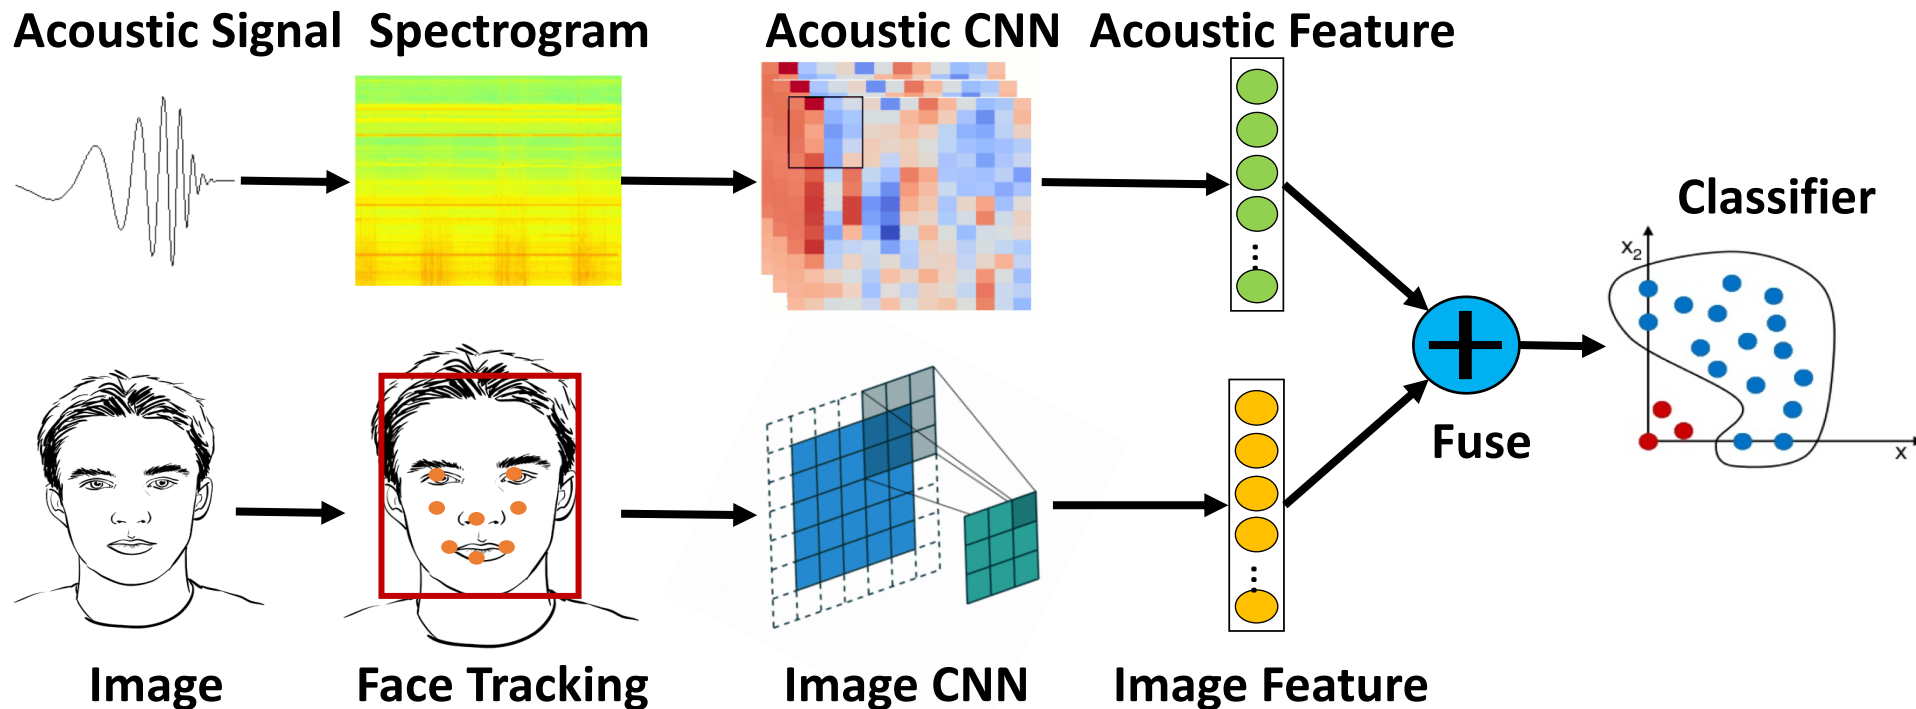 Acoustic Signal
Spectrogram
Acoustic CNN
Acoustic Feature
Classifier
x2
x
Fuse
Image
Face Tracking
Image CNN
Image Feature